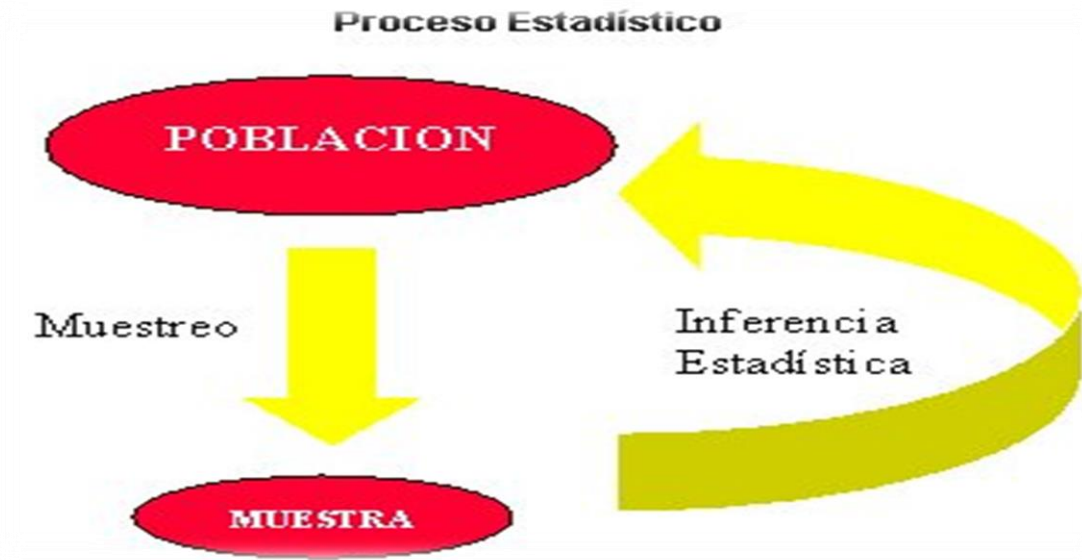 Proceso Estadístico
POBLACION
Muestreo
Inferencia
Estadística
MUESTRA